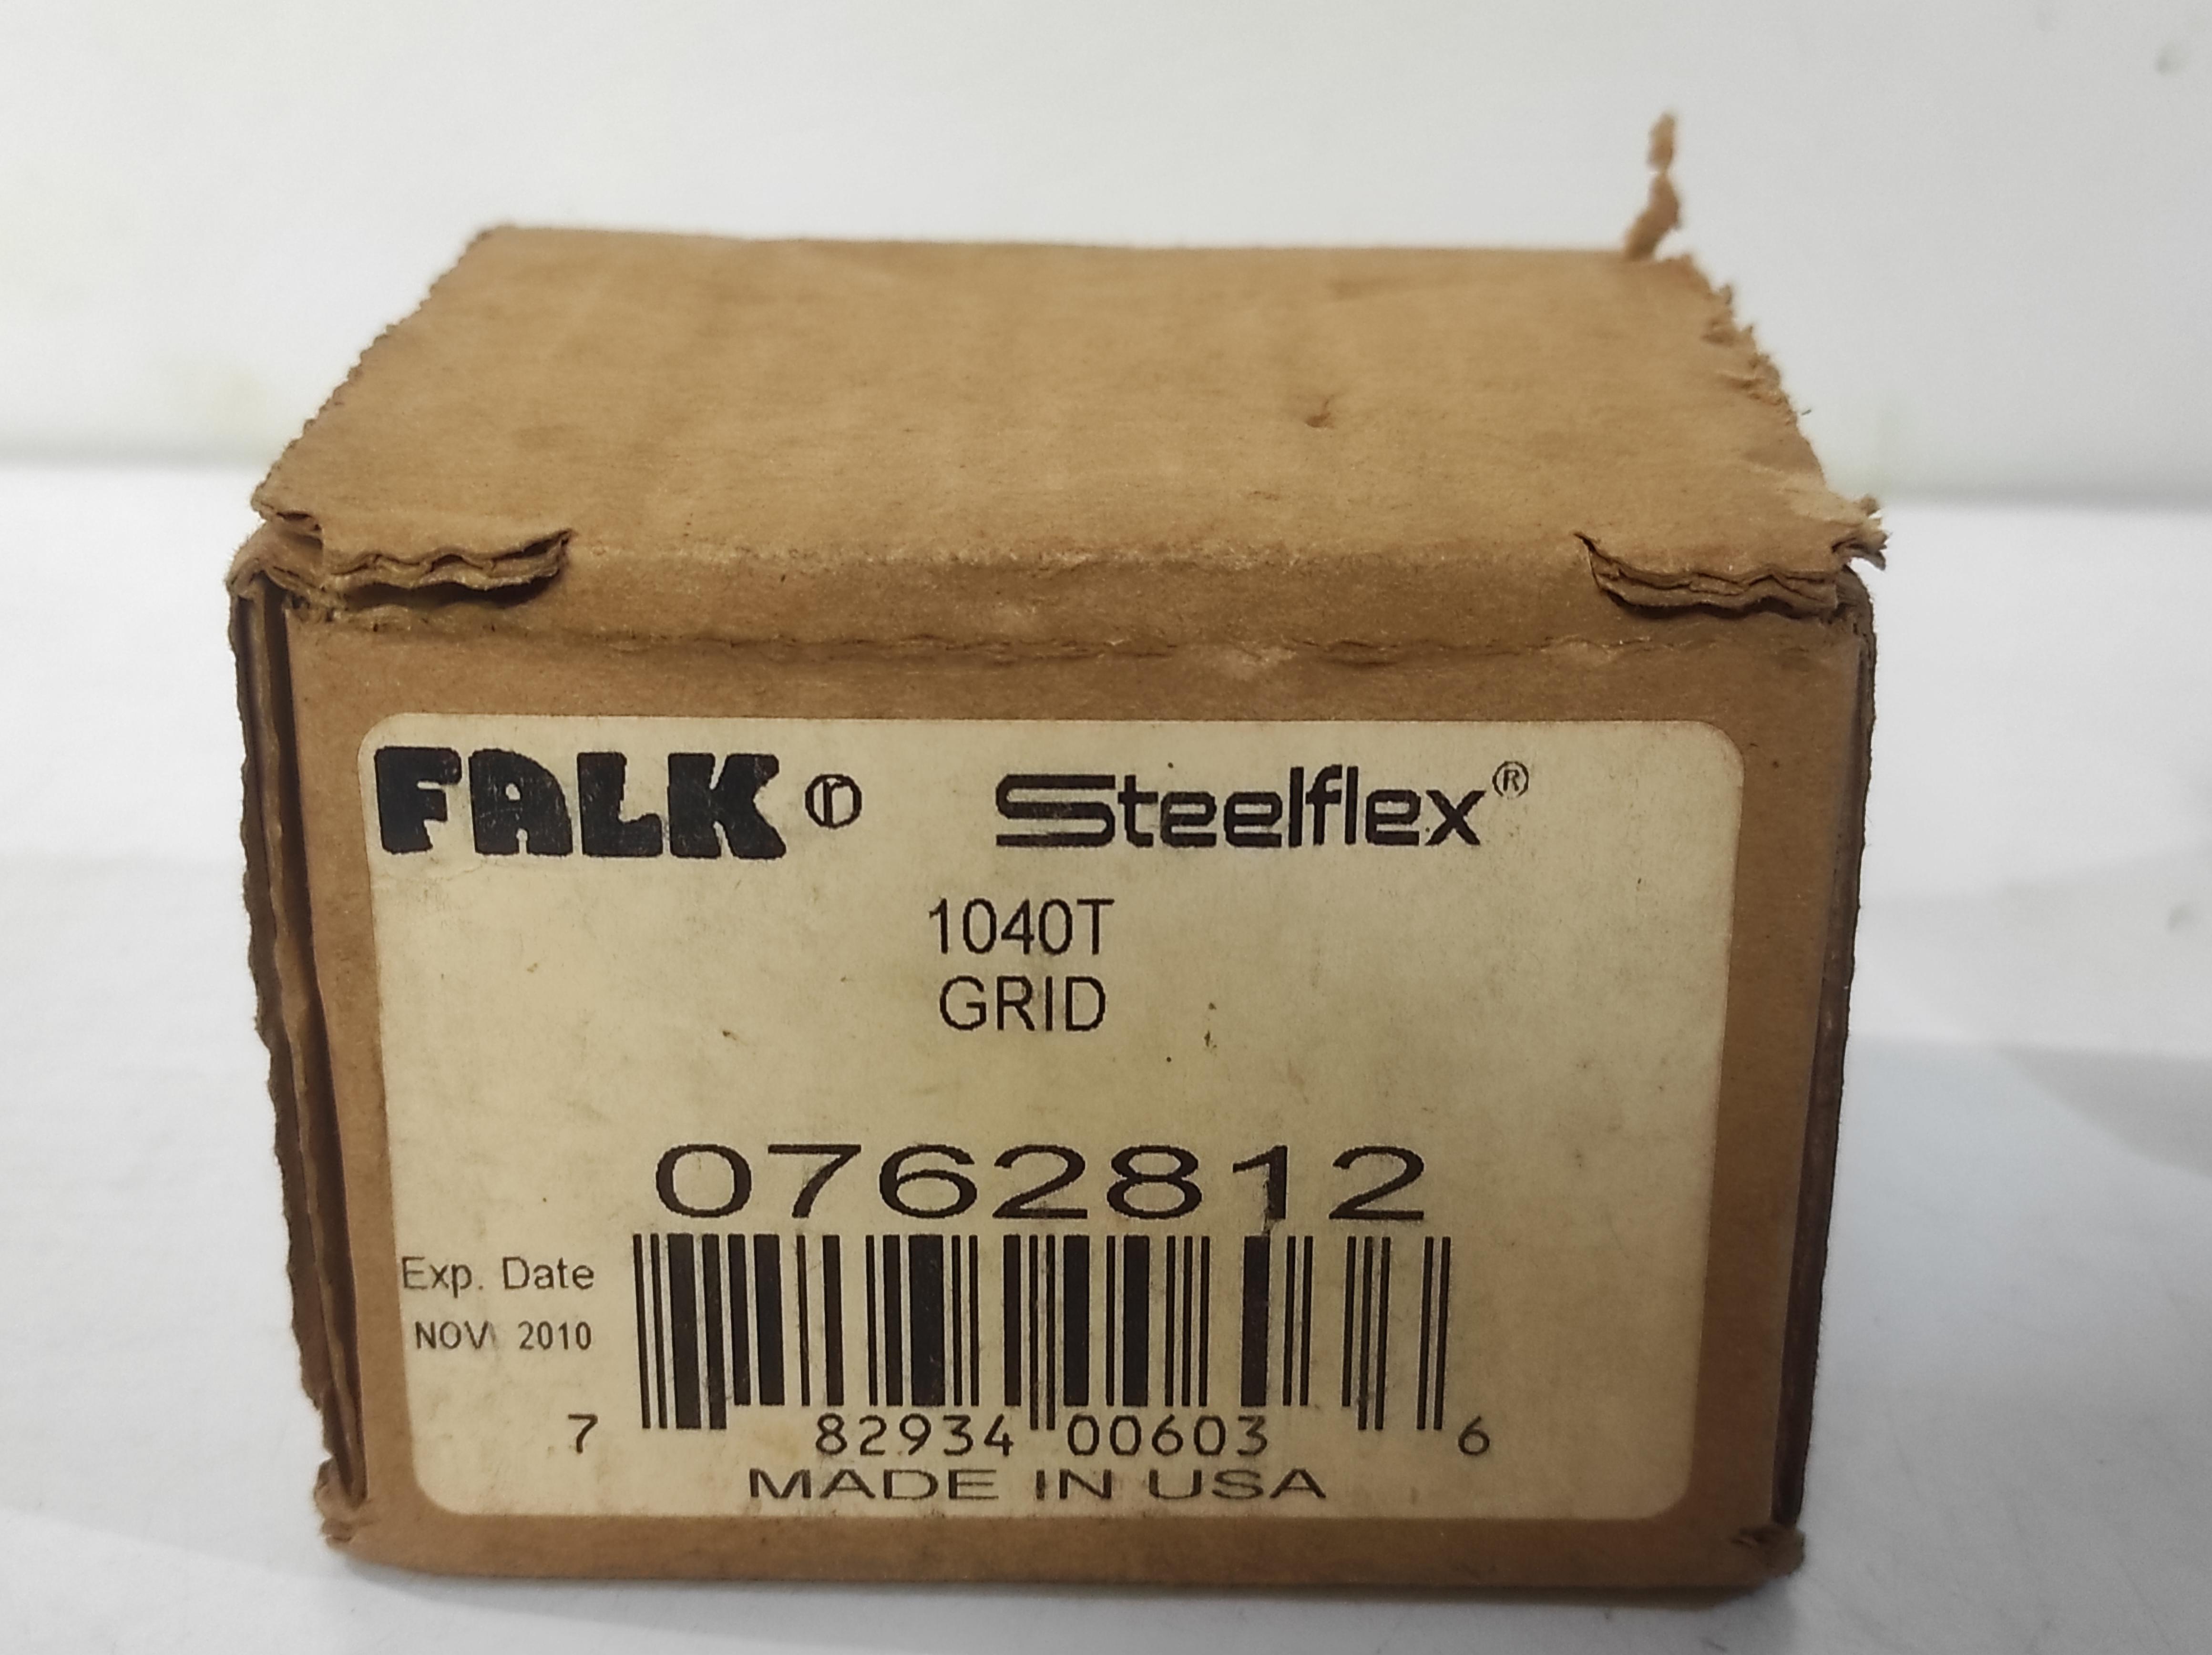 FALK ® Steelflex®
1040T
GRID
0762812
Exp. Date
NOV 2010
7 82934 00603 6
MADE IN USA